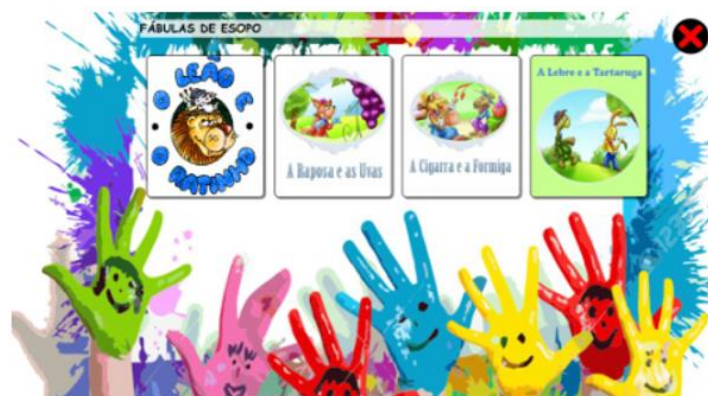 FÁBULAS DE ESOPO
O LEÃO E
O RATINHO
A Raposa e as Uvas
A Cigarra e a Formiga
A Lebre e a Tartaruga